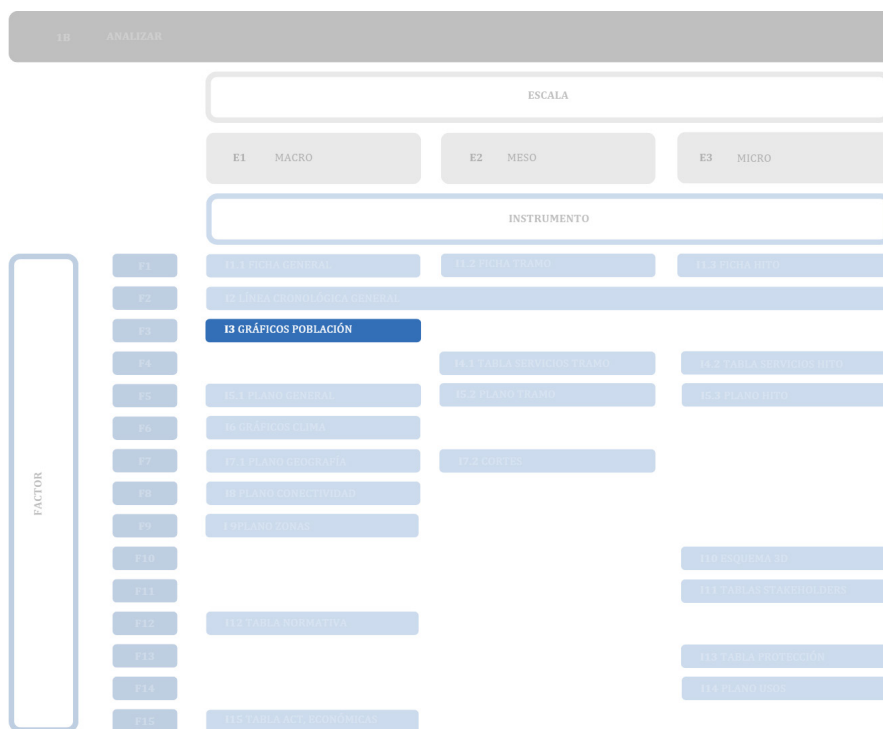 1B ANALIZAR
ESCALA
E1 MACRO E2 MESO E3 MICRO
INSTRUMENTO
F1 I1.1 FICHA GENERAL I1.2 FICHA TRAMO I1.3 FICHA HITO
F2 I2 LÍNEA CRONOLÓGICA GENERAL
F3 I3 GRÁFICOS POBLACIÓN
F4 I4.1 TABLA SERVICIOS TRAMO I4.2 TABLA SERVICIOS HITO
F5 I5.1 PLANO GENERAL I5.2 PLANO TRAMO I5.3 PLANO HITO
F6 I6 GRÁFICOS CLIMA
F7 I7.1 PLANO GEOGRAFÍA I7.2 CORTES
F8 I8 PLANO CONECTIVIDAD
FACTOR
F9 I9 PLANO ZONAS
F10 I10 ESQUEMA 3D
F11 I11 TABLAS STAKEHOLDERS
F12 I12 TABLA NORMATIVA
F13 I13 TABLA PROTECCIÓN
F14 I14 PLANO USOS
F15 I15 TABLA ACT. ECONÓMICAS